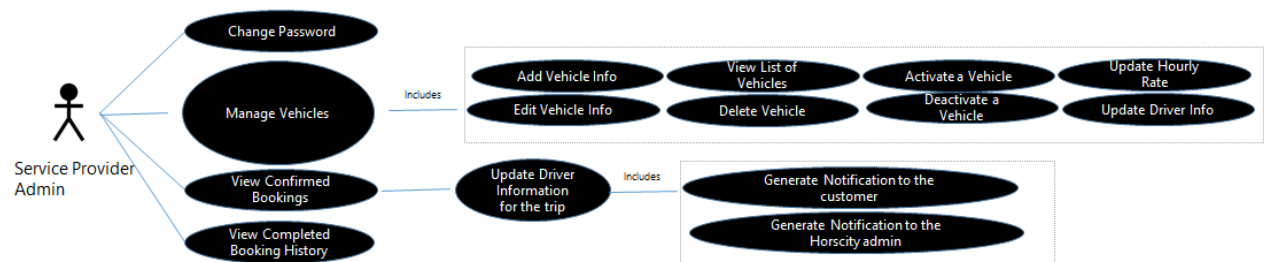 Change Password
Service Provider
Admin
Manage Vehicles
Includes
Add Vehicle Info
View List of
Vehicles
Activate a Vehicle
Update Hourly
Rate
Edit Vehicle Info
Delete Vehicle
Deactivate a
Vehicle
Update Driver Info
View Confirmed
Bookings
Update Driver
Information
for the trip
Includes
Generate Notification to the
customer
Generate Notification to the
Horscity admin
View Completed
Booking History